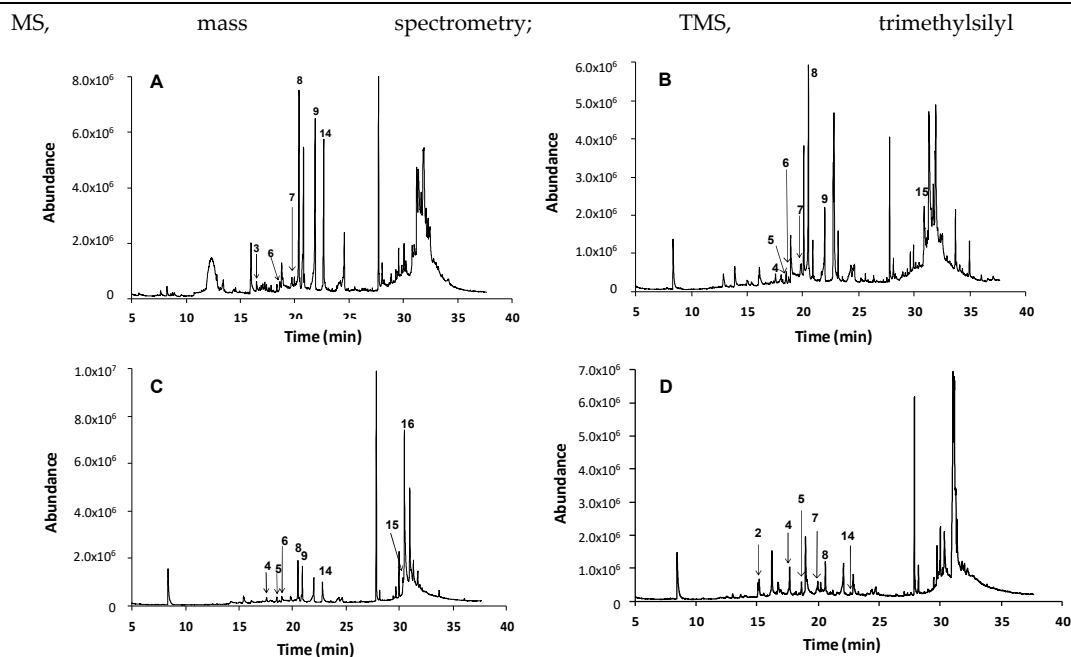 MS, mass spectrometry; TMS, trimethylsilyl
A
8.0x10⁶
6.0x10⁶
4.0x10⁶
2.0x10⁶
0
Abundance
3
6
7
8
9
14
5 10 15 20 25 30 35 40
Time (min)
B
6.0x10⁶
5.0x10⁶
4.0x10⁶
3.0x10⁶
2.0x10⁶
1.0x10⁶
0
Abundance
4
5
6
7
8
9
15
5 10 15 20 25 30 35 40
Time (min)
C
1.0x10⁷
8.0x10⁶
6.0x10⁶
4.0x10⁶
2.0x10⁶
0
Abundance
4
5
6
8
9
14
15
16
5 10 15 20 25 30 35 40
Time (min)
D
7.0x10⁶
6.0x10⁶
5.0x10⁶
4.0x10⁶
3.0x10⁶
2.0x10⁶
1.0x10⁶
0
Abundance
2
4
5
7
8
14
5 10 15 20 25 30 35 40
Time (min)